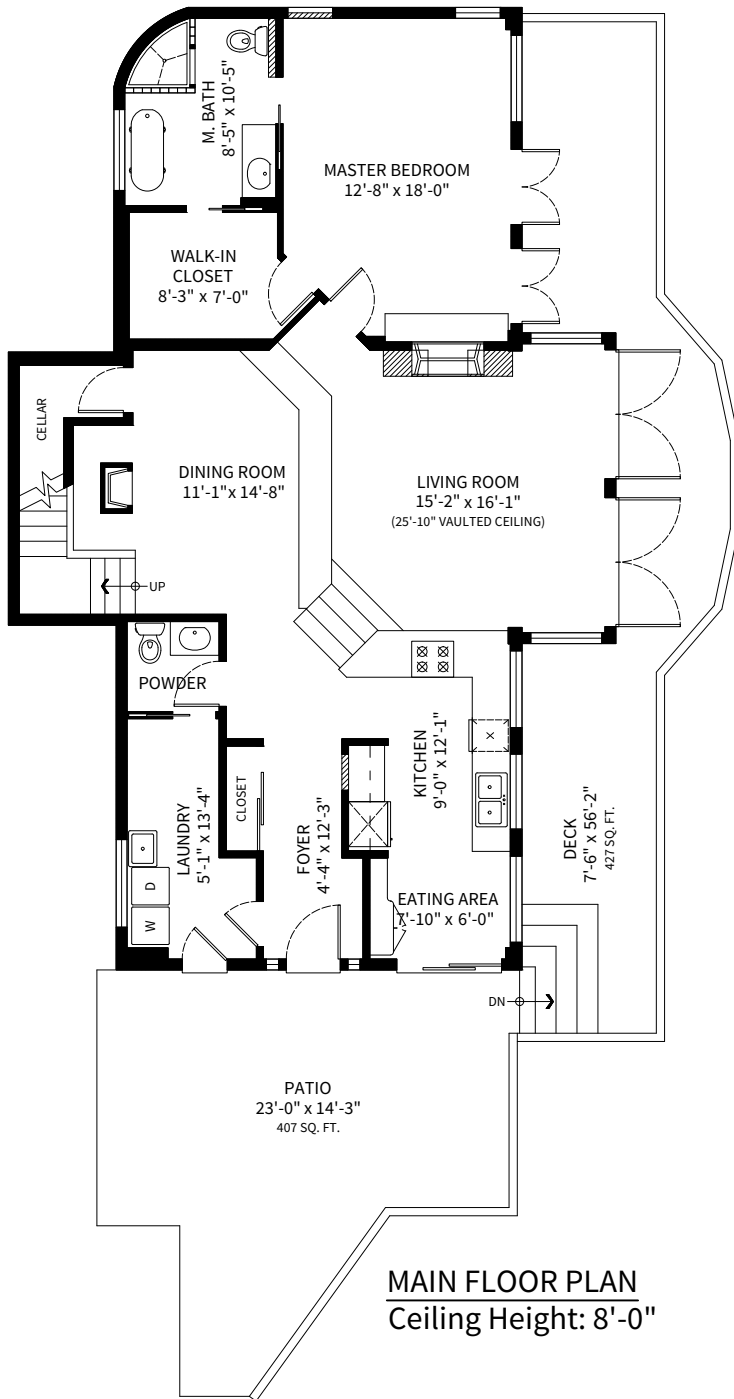 M. BATH
8'-5" x 10'-5"
MASTER BEDROOM
12'-8" x 18'-0"
WALK-IN
CLOSET
8'-3" x 7'-0"
CELLAR
DINING ROOM
11'-1"x 14'-8"
LIVING ROOM
15'-2" x 16'-1"
(25'-10" VAULTED CEILING)
UP
POWDER
KITCHEN
9'-0" x 12'-1"
X
CLOSET
LAUNDRY
5'-1" x 13'-4"
FOYER
4'-4" x 12'-3"
DECK
7'-6" x 56'-2"
427 SQ. FT.
D
W
EATING AREA
7'-10" x 6'-0"
DN
PATIO
23'-0" x 14'-3"
407 SQ. FT.
MAIN FLOOR PLAN
Ceiling Height: 8'-0"